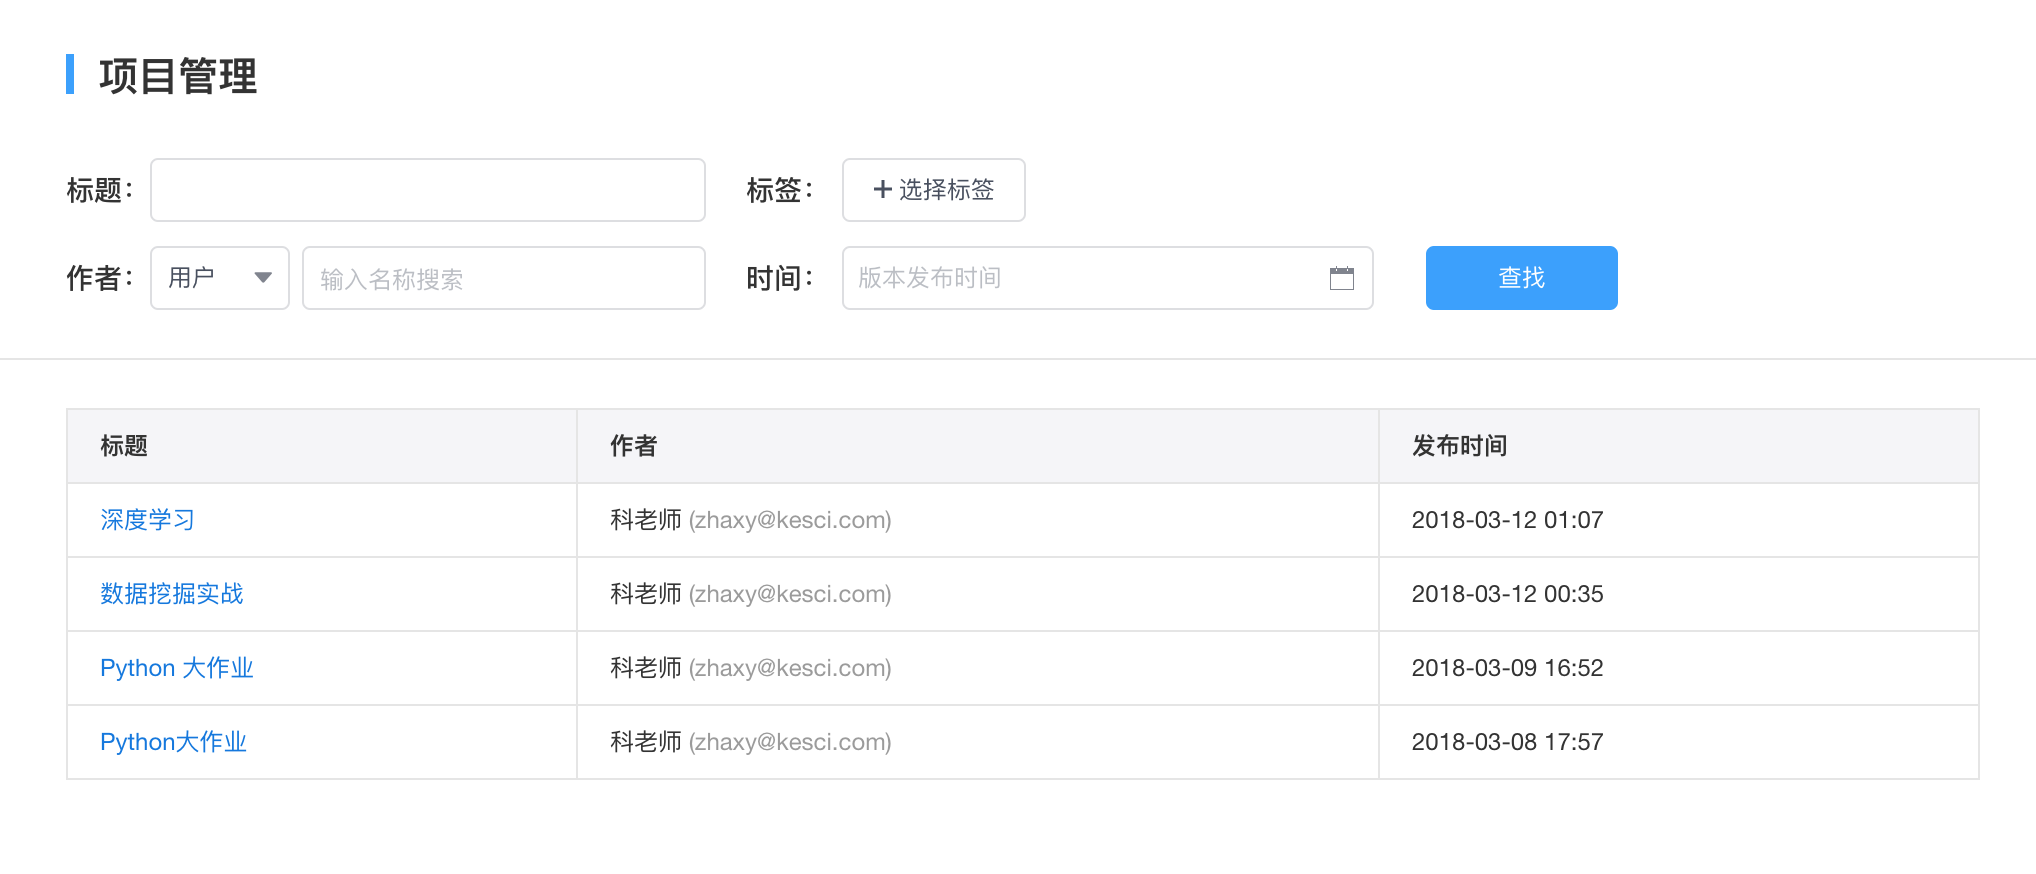 项目管理
标题： 标签： + 选择标签
作者： 用户 输入名称搜索 时间： 版本发布时间 查找
标题 作者 发布时间
深度学习 科老师 (zhaxy@kesci.com) 2018-03-12 01:07
数据挖掘实战 科老师 (zhaxy@kesci.com) 2018-03-12 00:35
Python 大作业 科老师 (zhaxy@kesci.com) 2018-03-09 16:52
Python大作业 科老师 (zhaxy@kesci.com) 2018-03-08 17:57